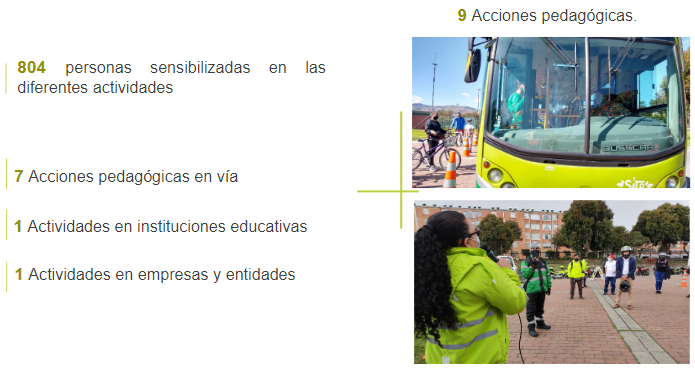 9 Acciones pedagógicas.
804 personas sensibilizadas en las
diferentes actividades
7 Acciones pedagógicas en vía
1 Actividades en instituciones educativas
1 Actividades en empresas y entidades
BUSSCAR
SITP